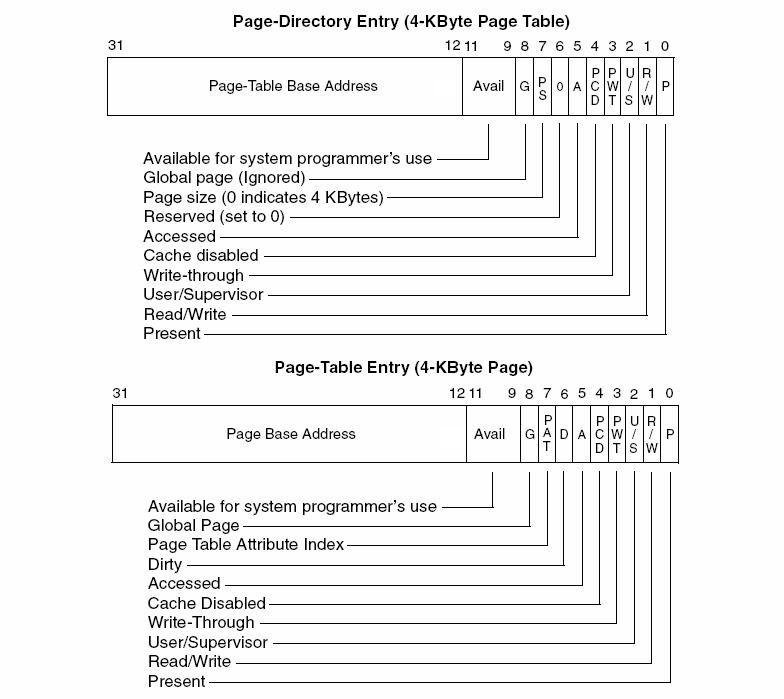 Page-Directory Entry (4-KByte Page Table)
31 12 11 9 8 7 6 5 4 3 2 1 0
Page-Table Base Address Avail G PS 0 A PCD PWT U/S R/W P
Available for system programmer's use
Global page (Ignored)
Page size (0 indicates 4 KBytes)
Reserved (set to 0)
Accessed
Cache disabled
Write-through
User/Supervisor
Read/Write
Present
Page-Table Entry (4-KByte Page)
31 12 11 9 8 7 6 5 4 3 2 1 0
Page Base Address Avail G PAT D A PCD PWT U/S R/W P
Available for system programmer's use
Global Page
Page Table Attribute Index
Dirty
Accessed
Cache Disabled
Write-Through
User/Supervisor
Read/Write
Present